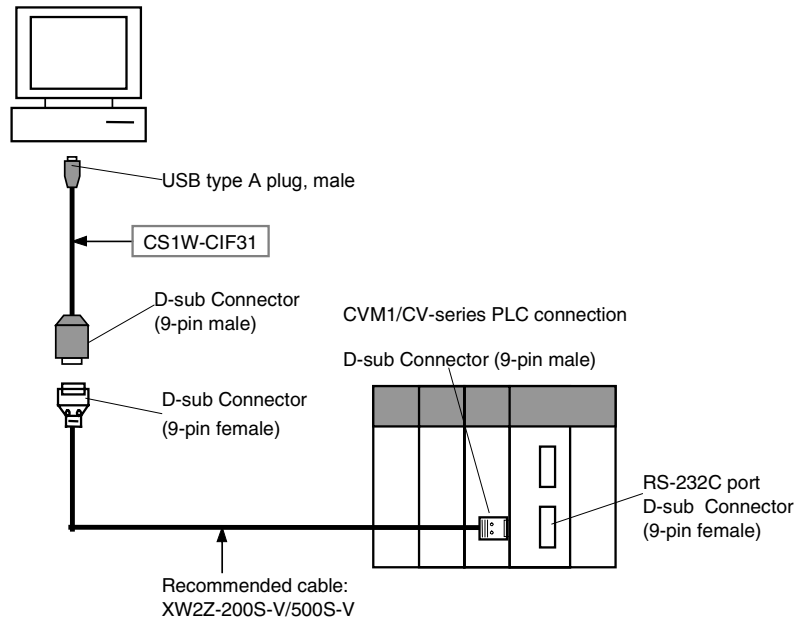 USB type A plug, male
CS1W-CIF31
D-sub Connector
(9-pin male)
CVM1/CV-series PLC connection
D-sub Connector (9-pin male)
D-sub Connector
(9-pin female)
RS-232C port
D-sub Connector
(9-pin female)
Recommended cable:
XW2Z-200S-V/500S-V